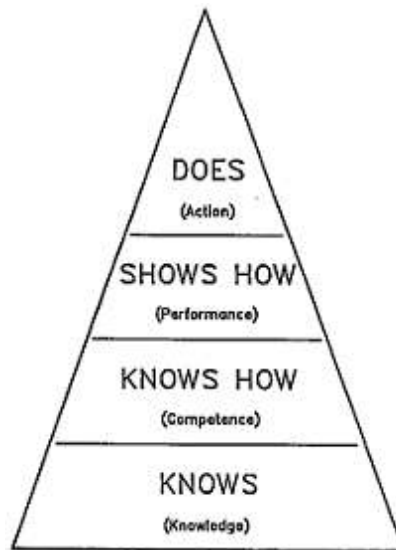 DOES
(Action)
SHOWS HOW
(Performance)
KNOWS HOW
(Competence)
KNOWS
(Knowledge)